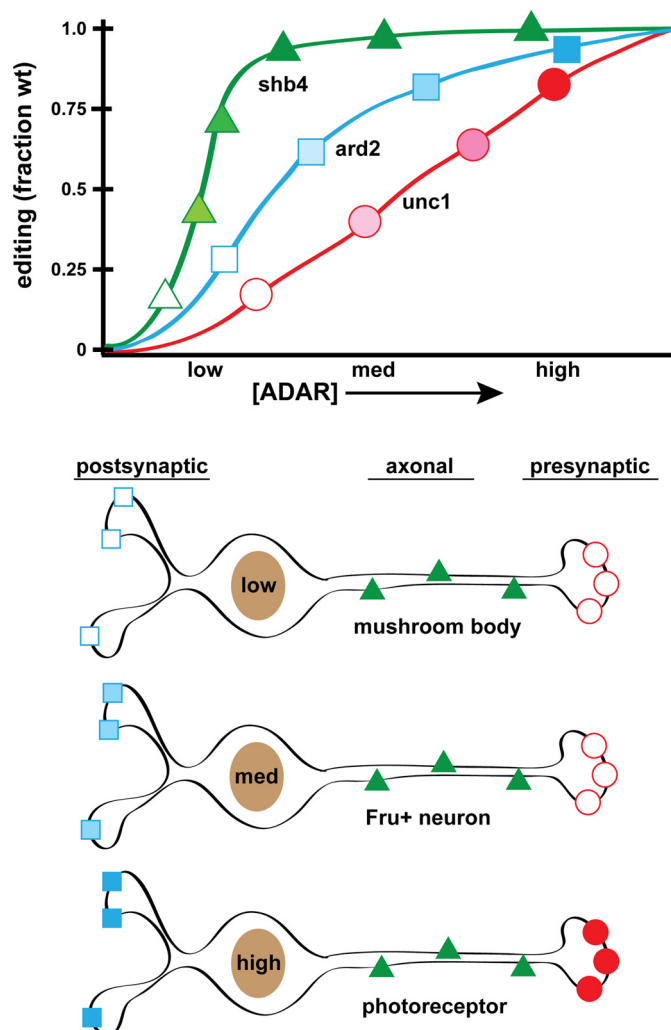 editing (fraction wt)
1.0
0.75
0.5
0.25
0
shb4
ard2
unc1
low
med
high
[ADAR]
postsynaptic
axonal
presynaptic
low
mushroom body
med
Fru+ neuron
high
photoreceptor